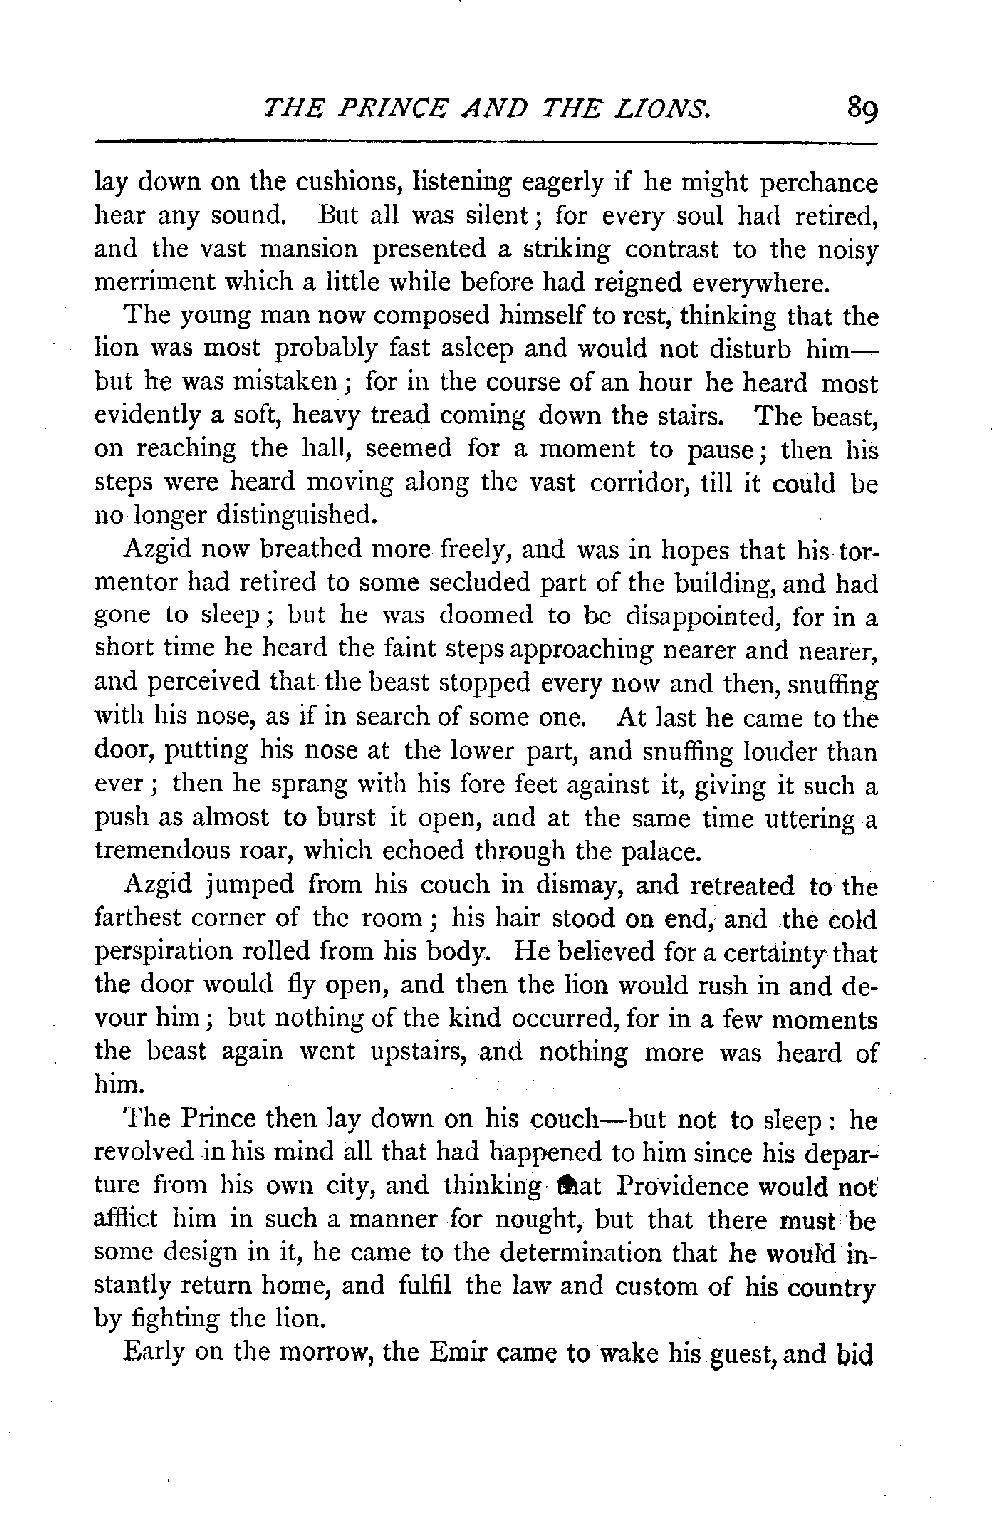 THE PRINCE AND THE LIONS. 89
lay down on the cushions, listening eagerly if he might perchance
hear any sound. But all was silent; for every soul had retired,
and the vast mansion presented a striking contrast to the noisy
merriment which a little while before had reigned everywhere.
The young man now composed himself to rest, thinking that the
lion was most probably fast asleep and would not disturb him—
but he was mistaken; for in the course of an hour he heard most
evidently a soft, heavy tread coming down the stairs. The beast,
on reaching the hall, seemed for a moment to pause; then his
steps were heard moving along the vast corridor, till it could be
no longer distinguished.
Azgid now breathed more freely, and was in hopes that his tor-
mentor had retired to some secluded part of the building, and had
gone to sleep; but he was doomed to be disappointed, for in a
short time he heard the faint steps approaching nearer and nearer,
and perceived that the beast stopped every now and then, snuffing
with his nose, as if in search of some one. At last he came to the
door, putting his nose at the lower part, and snuffing louder than
ever; then he sprang with his fore feet against it, giving it such a
push as almost to burst it open, and at the same time uttering a
tremendous roar, which echoed through the palace.
Azgid jumped from his couch in dismay, and retreated to the
farthest corner of the room; his hair stood on end, and the cold
perspiration rolled from his body. He believed for a certainty that
the door would fly open, and then the lion would rush in and de-
vour him; but nothing of the kind occurred, for in a few moments
the beast again went upstairs, and nothing more was heard of
him.
The Prince then lay down on his couch—but not to sleep: he
revolved in his mind all that had happened to him since his depar-
ture from his own city, and thinking that Providence would not
afflict him in such a manner for nought, but that there must be
some design in it, he came to the determination that he would in-
stantly return home, and fulfil the law and custom of his country
by fighting the lion.
Early on the morrow, the Emir came to wake his guest, and bid